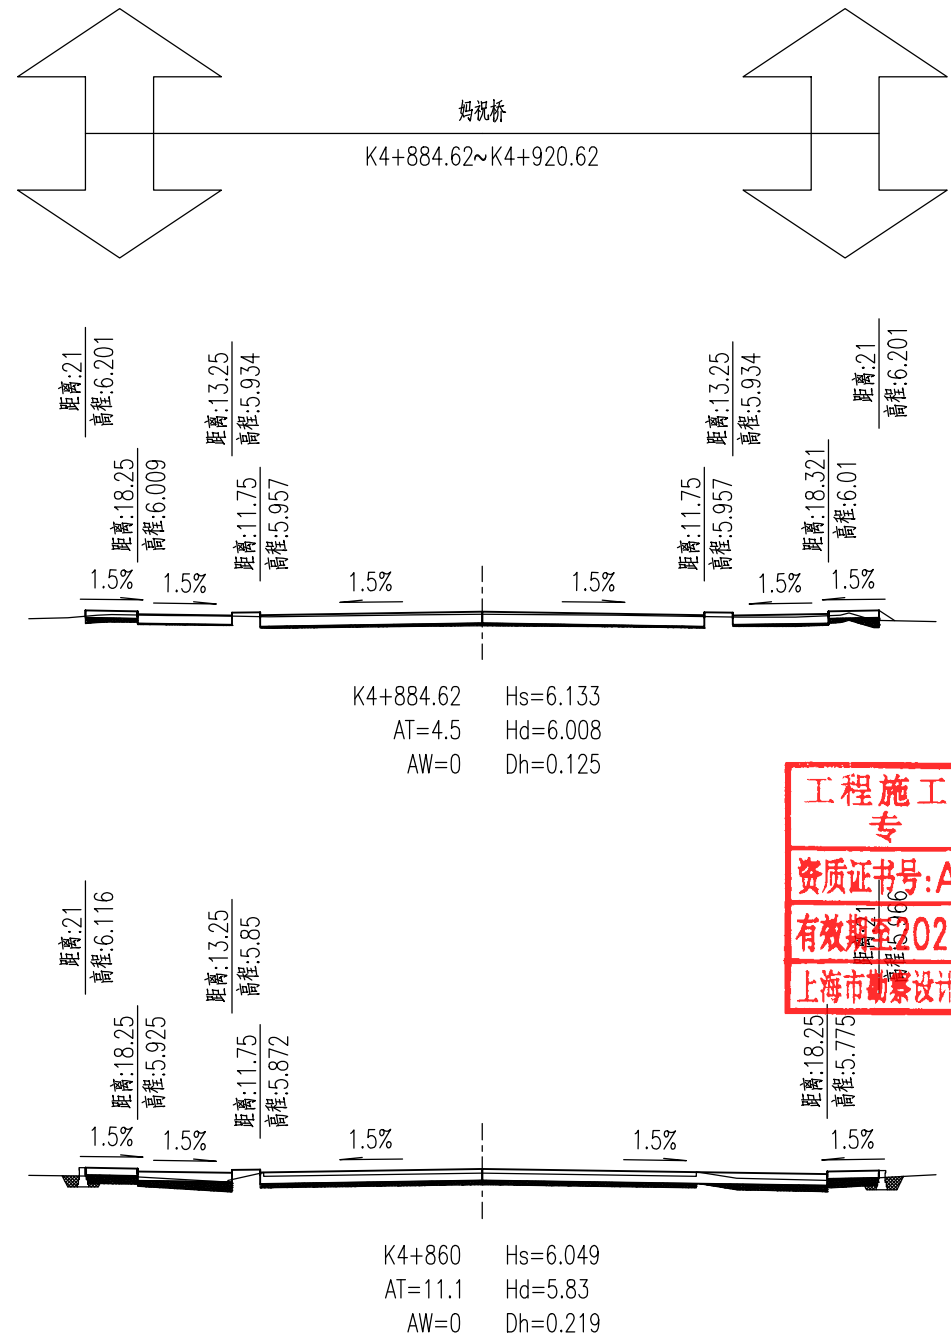 妈祝桥
K4+884.62~K4+920.62
距离:21
高程:6.201
距离:18.25
高程:6.009
距离:13.25
高程:5.934
距离:11.75
高程:5.957
距离:11.75
高程:5.957
距离:13.25
高程:5.934
距离:18.321
高程:6.01
距离:21
高程:6.201
1.5%
1.5%
1.5%
1.5%
1.5%
1.5%
K4+884.62 Hs=6.133
AT=4.5 Hd=6.008
AW=0 Dh=0.125
工程施工
专
资质证书号:A
有效期至202
上海市勘察设计
距离:21
高程:6.116
距离:18.25
高程:5.925
距离:13.25
高程:5.85
距离:11.75
高程:5.872
距离:18.25
高程:5.775
距离:21
高程:5.966
1.5%
1.5%
1.5%
1.5%
1.5%
K4+860 Hs=6.049
AT=11.1 Hd=5.83
AW=0 Dh=0.219